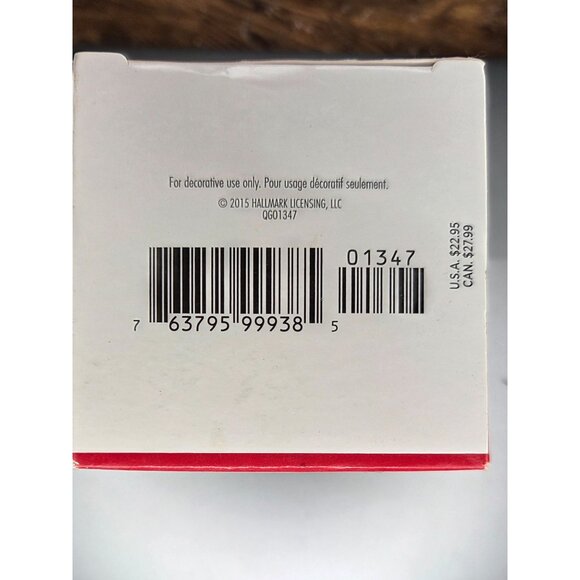 For decorative use only. Pour usage décoratif seulement.
© 2015 HALLMARK LICENSING, LLC
QGO1347
01347
7 63795 99938 5
U.S.A. $22.95
CAN. $27.99